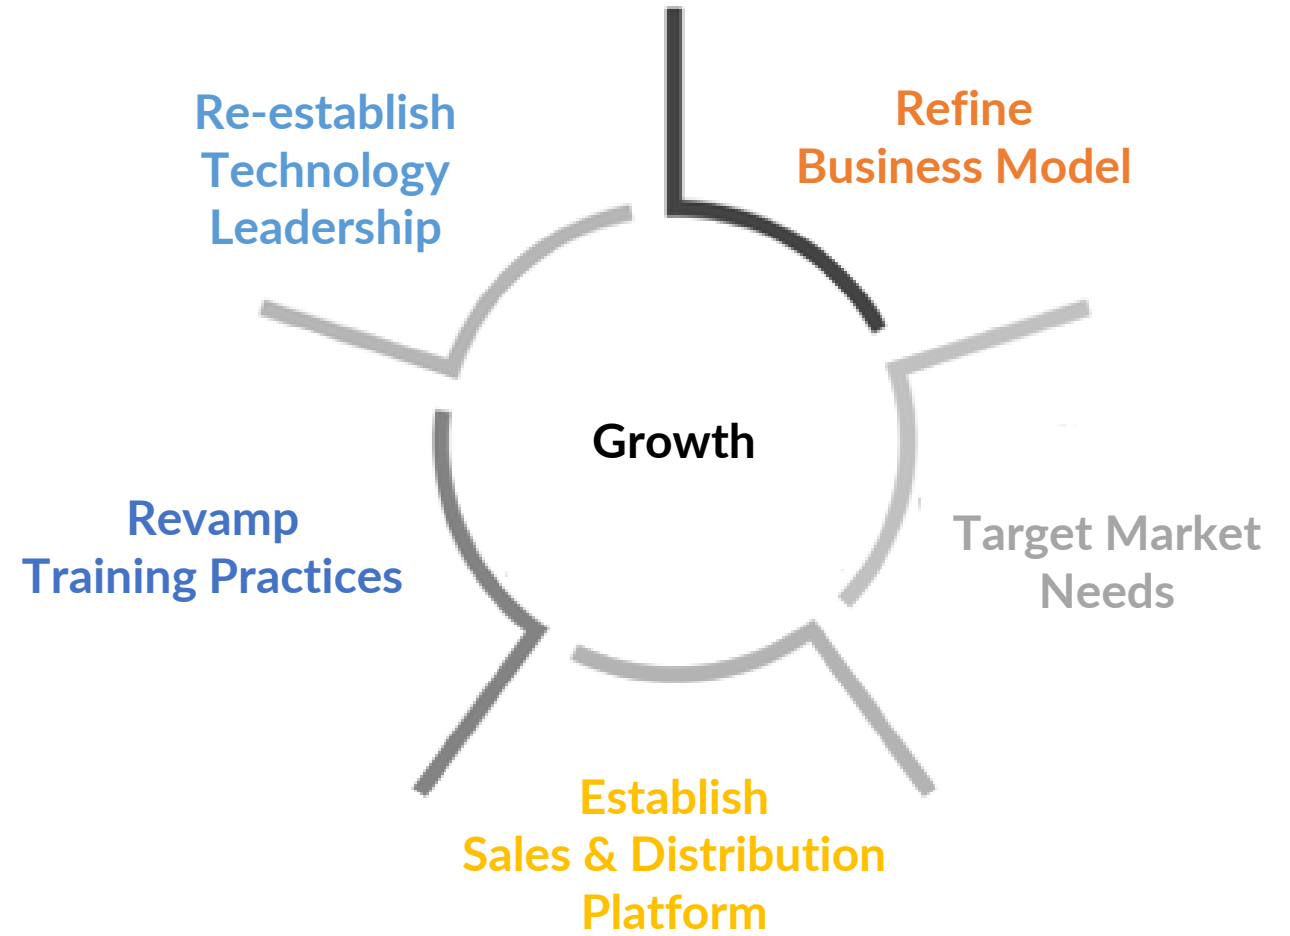 Re-establish
Technology
Leadership
Refine
Business Model
Growth
Revamp
Training Practices
Target Market
Needs
Establish
Sales & Distribution
Platform